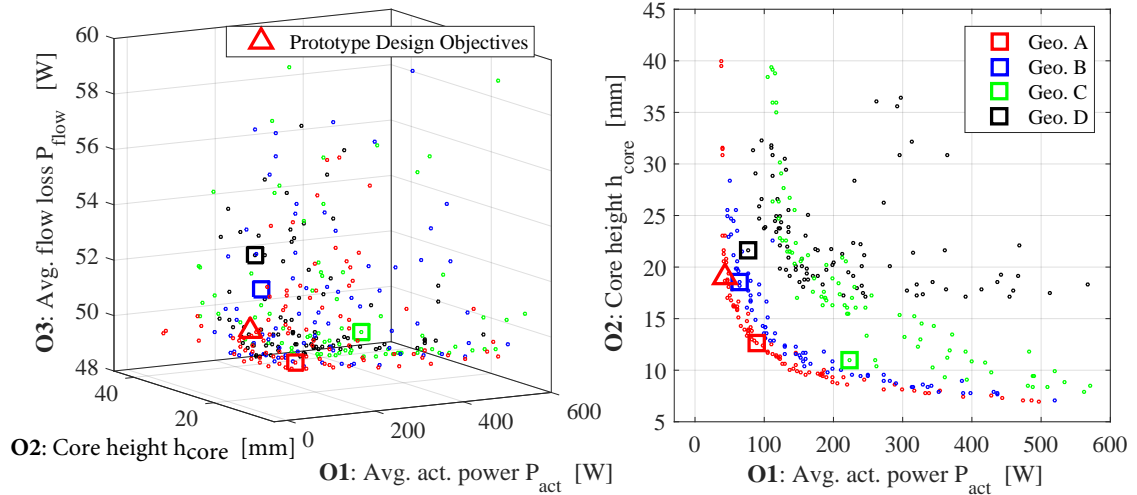 60
58
56
54
52
50
48
O3: Avg. flow loss P_flow [W]
Prototype Design Objectives
40
20
0
200
400
600
O2: Core height h_core [mm]
O1: Avg. act. power P_act [W]
45
40
35
30
25
20
15
10
5
O2: Core height h_core [mm]
Geo. A
Geo. B
Geo. C
Geo. D
0
100
200
300
400
500
600
O1: Avg. act. power P_act [W]